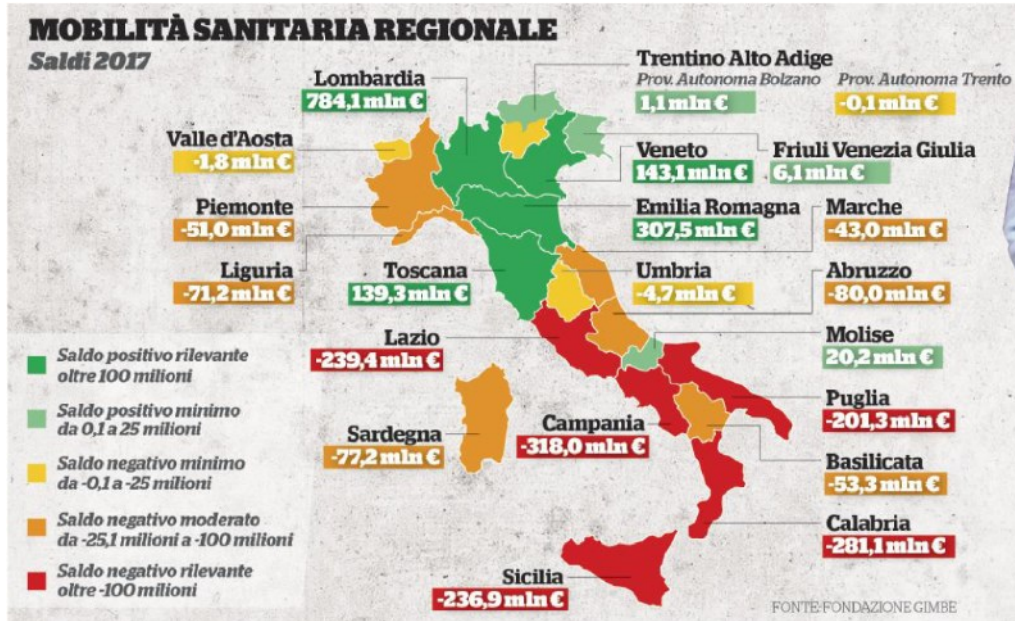 MOBILITÀ SANITARIA REGIONALE
Saldi 2017
Lombardia
784,1 mln €
Trentino Alto Adige
Prov. Autonoma Bolzano
1,1 mln €
Prov. Autonoma Trento
-0,1 mln €
Valle d'Aosta
-1,8 mln €
Veneto
143,1 mln €
Friuli Venezia Giulia
6,1 mln €
Piemonte
-51,0 mln €
Emilia Romagna
307,5 mln €
Marche
-43,0 mln €
Liguria
-71,2 mln €
Toscana
139,3 mln €
Umbria
-4,7 mln €
Abruzzo
-80,0 mln €
Lazio
-239,4 mln €
Molise
20,2 mln €
Sardegna
-77,2 mln €
Campania
-318,0 mln €
Puglia
-201,3 mln €
Basilicata
-53,3 mln €
Calabria
-281,1 mln €
Sicilia
-236,9 mln €
Saldo positivo rilevante
oltre 100 milioni
Saldo positivo minimo
da 0,1 a 25 milioni
Saldo negativo minimo
da -0,1 a -25 milioni
Saldo negativo moderato
da -25,1 milioni a -100 milioni
Saldo negativo rilevante
oltre -100 milioni
FONTE: FONDAZIONE GIMBE